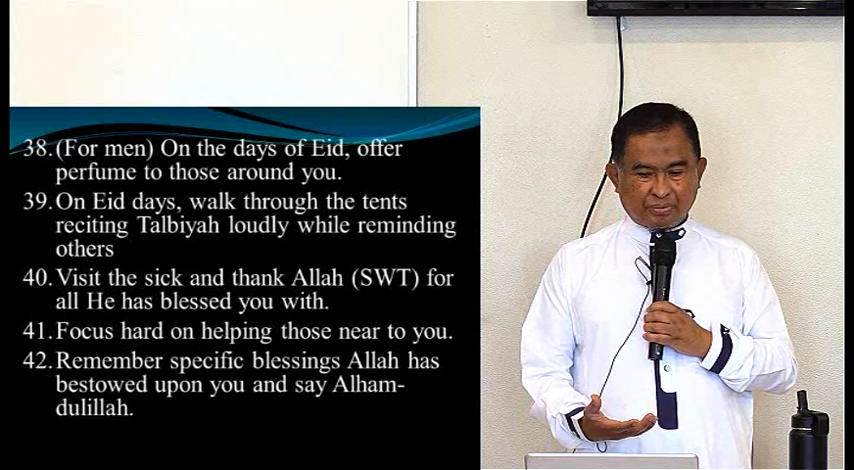 38. (For men) On the days of Eid, offer
perfume to those around you.
39. On Eid days, walk through the tents
reciting Talbiyah loudly while reminding
others
40. Visit the sick and thank Allah (SWT) for
all He has blessed you with.
41. Focus hard on helping those near to you.
42. Remember specific blessings Allah has
bestowed upon you and say Alham-
dulillah.